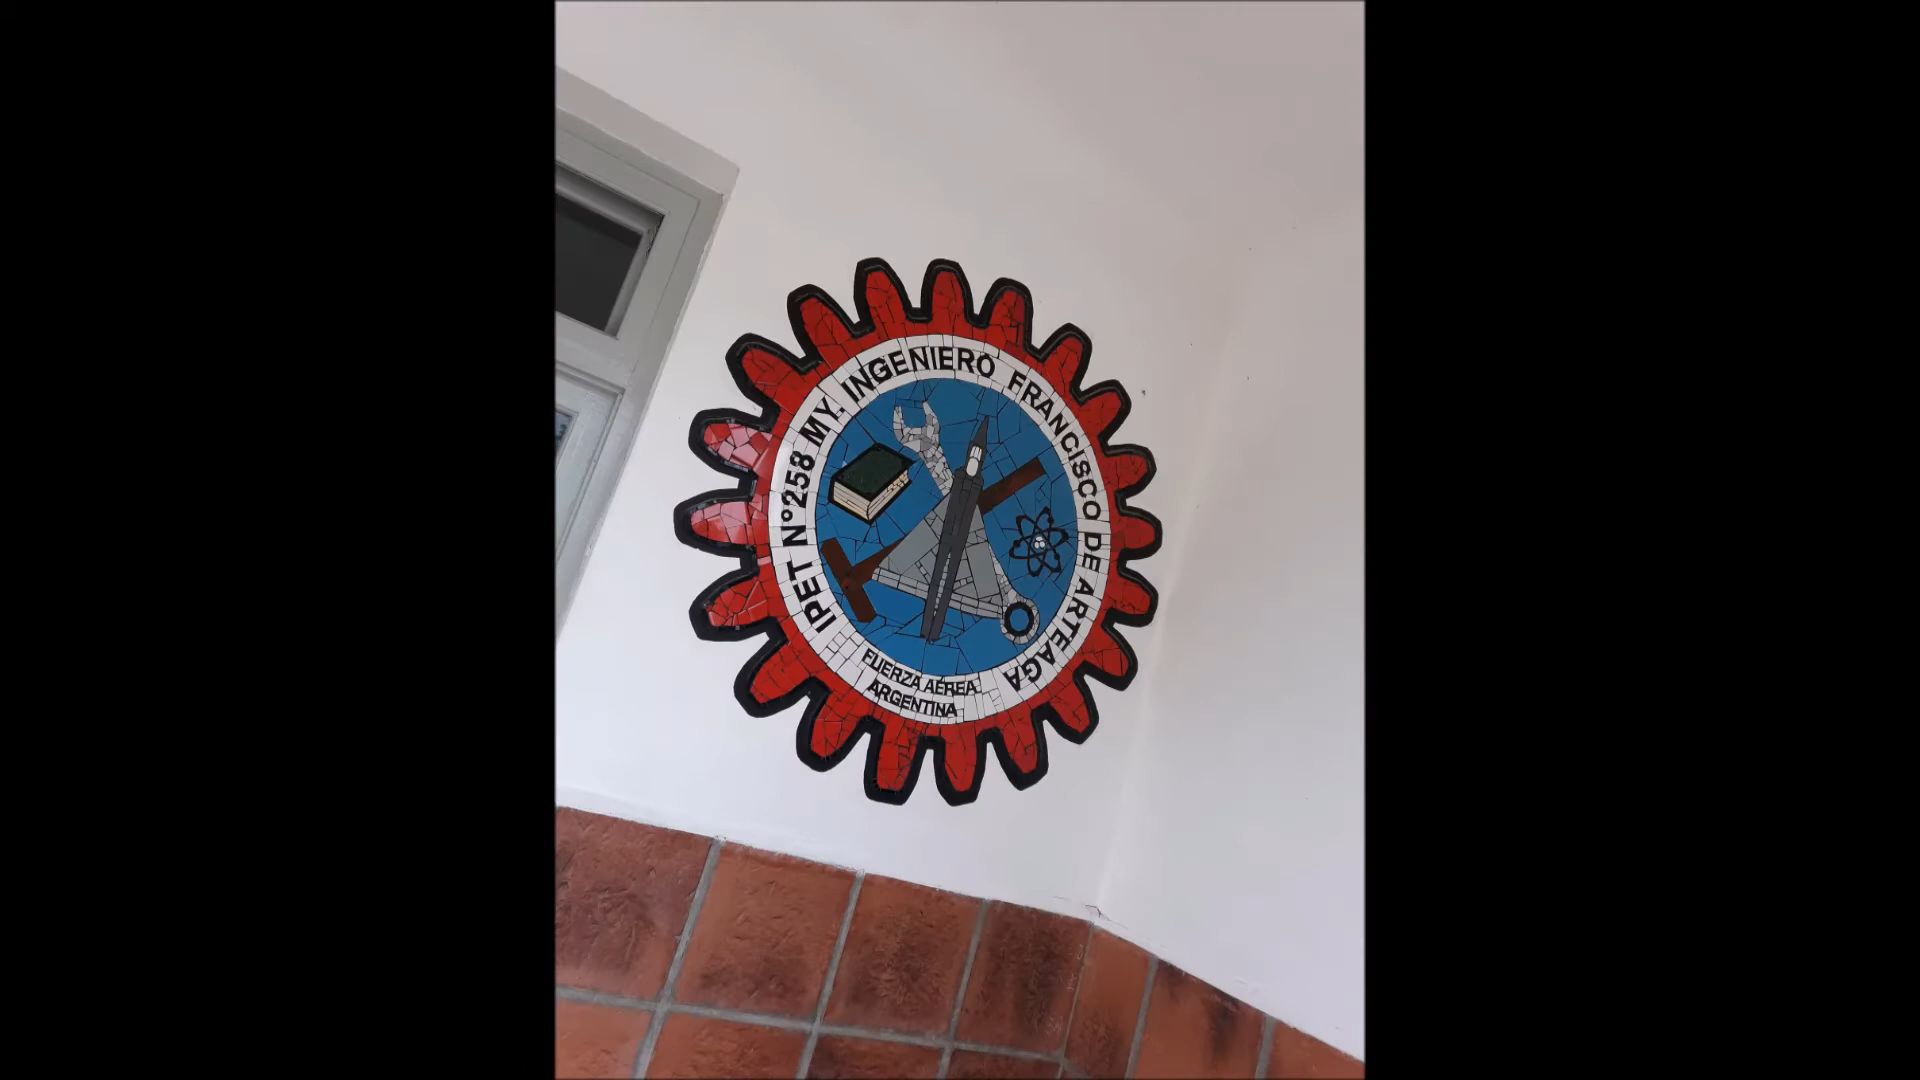 IPET N°258 MY. INGENIERO FRANCISCO DE ARTEAGA
FUERZA AÉREA
ARGENTINA